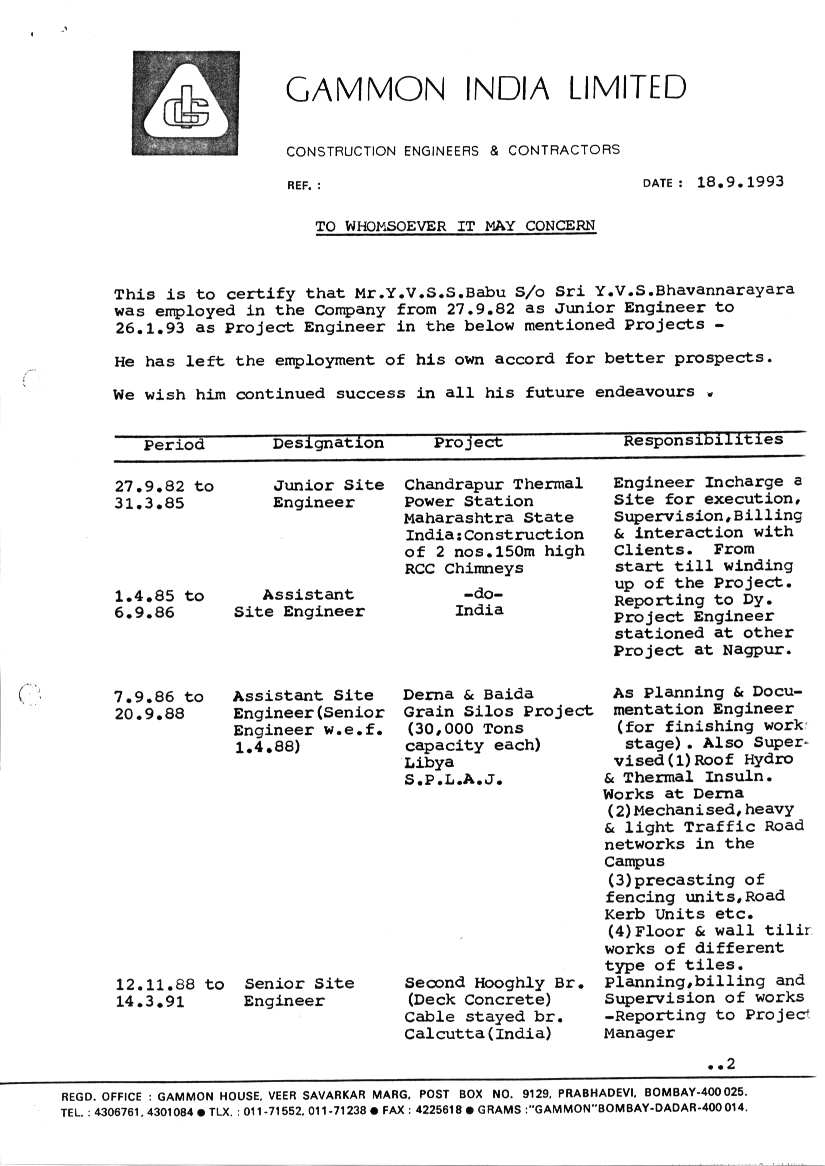 GAMMON INDIA LIMITED
CONSTRUCTION ENGINEERS & CONTRACTORS
REF. : DATE : 18.9.1993
TO WHOMSOEVER IT MAY CONCERN
This is to certify that Mr.Y.V.S.S.Babu S/o Sri Y.V.S.Bhavannarayara
was employed in the Company from 27.9.82 as Junior Engineer to
26.1.93 as Project Engineer in the below mentioned Projects -
He has left the employment of his own accord for better prospects.
We wish him continued success in all his future endeavours .
Period Designation Project Responsibilities
27.9.82 to Junior Site Chandrapur Thermal Engineer Incharge a
31.3.85 Engineer Power Station Site for execution,
Maharashtra State Supervision,Billing
India:Construction & interaction with
of 2 nos.150m high Clients. From
RCC Chimneys start till winding
up of the Project.
1.4.85 to Assistant -do- Reporting to Dy.
6.9.86 Site Engineer India Project Engineer
stationed at other
Project at Nagpur.
7.9.86 to Assistant Site Derna & Baida As Planning & Docu-
20.9.88 Engineer(Senior Grain Silos Project mentation Engineer
Engineer w.e.f. (30,000 Tons (for finishing work
1.4.88) capacity each) stage). Also Super-
Libya vised(1)Roof Hydro
S.P.L.A.J. & Thermal Insuln.
Works at Derna
(2)Mechanised,heavy
& light Traffic Road
networks in the
Campus
(3)precasting of
fencing units,Road
Kerb Units etc.
(4)Floor & wall tilin
works of different
type of tiles.
12.11.88 to Senior Site Second Hooghly Br. Planning,billing and
14.3.91 Engineer (Deck Concrete) Supervision of works
Cable stayed br. -Reporting to Project
Calcutta(India) Manager
..2
REGD. OFFICE : GAMMON HOUSE, VEER SAVARKAR MARG, POST BOX NO. 9129, PRABHADEVI, BOMBAY-400 025.
TEL. : 4306761, 4301084 ● TLX. : 011-71552, 011-71238 ● FAX : 4225618 ● GRAMS :"GAMMON"BOMBAY-DADAR-400 014.